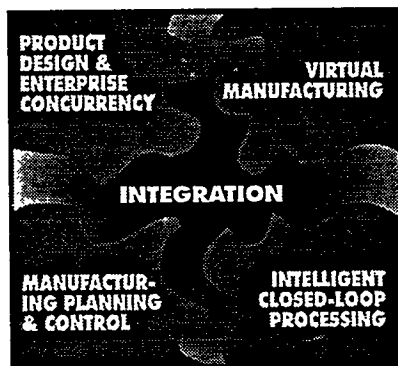 PRODUCT
DESIGN &
ENTERPRISE
CONCURRENCY
VIRTUAL
MANUFACTURING
INTEGRATION
MANUFACTUR-
ING PLANNING
& CONTROL
INTELLIGENT
CLOSED-LOOP
PROCESSING